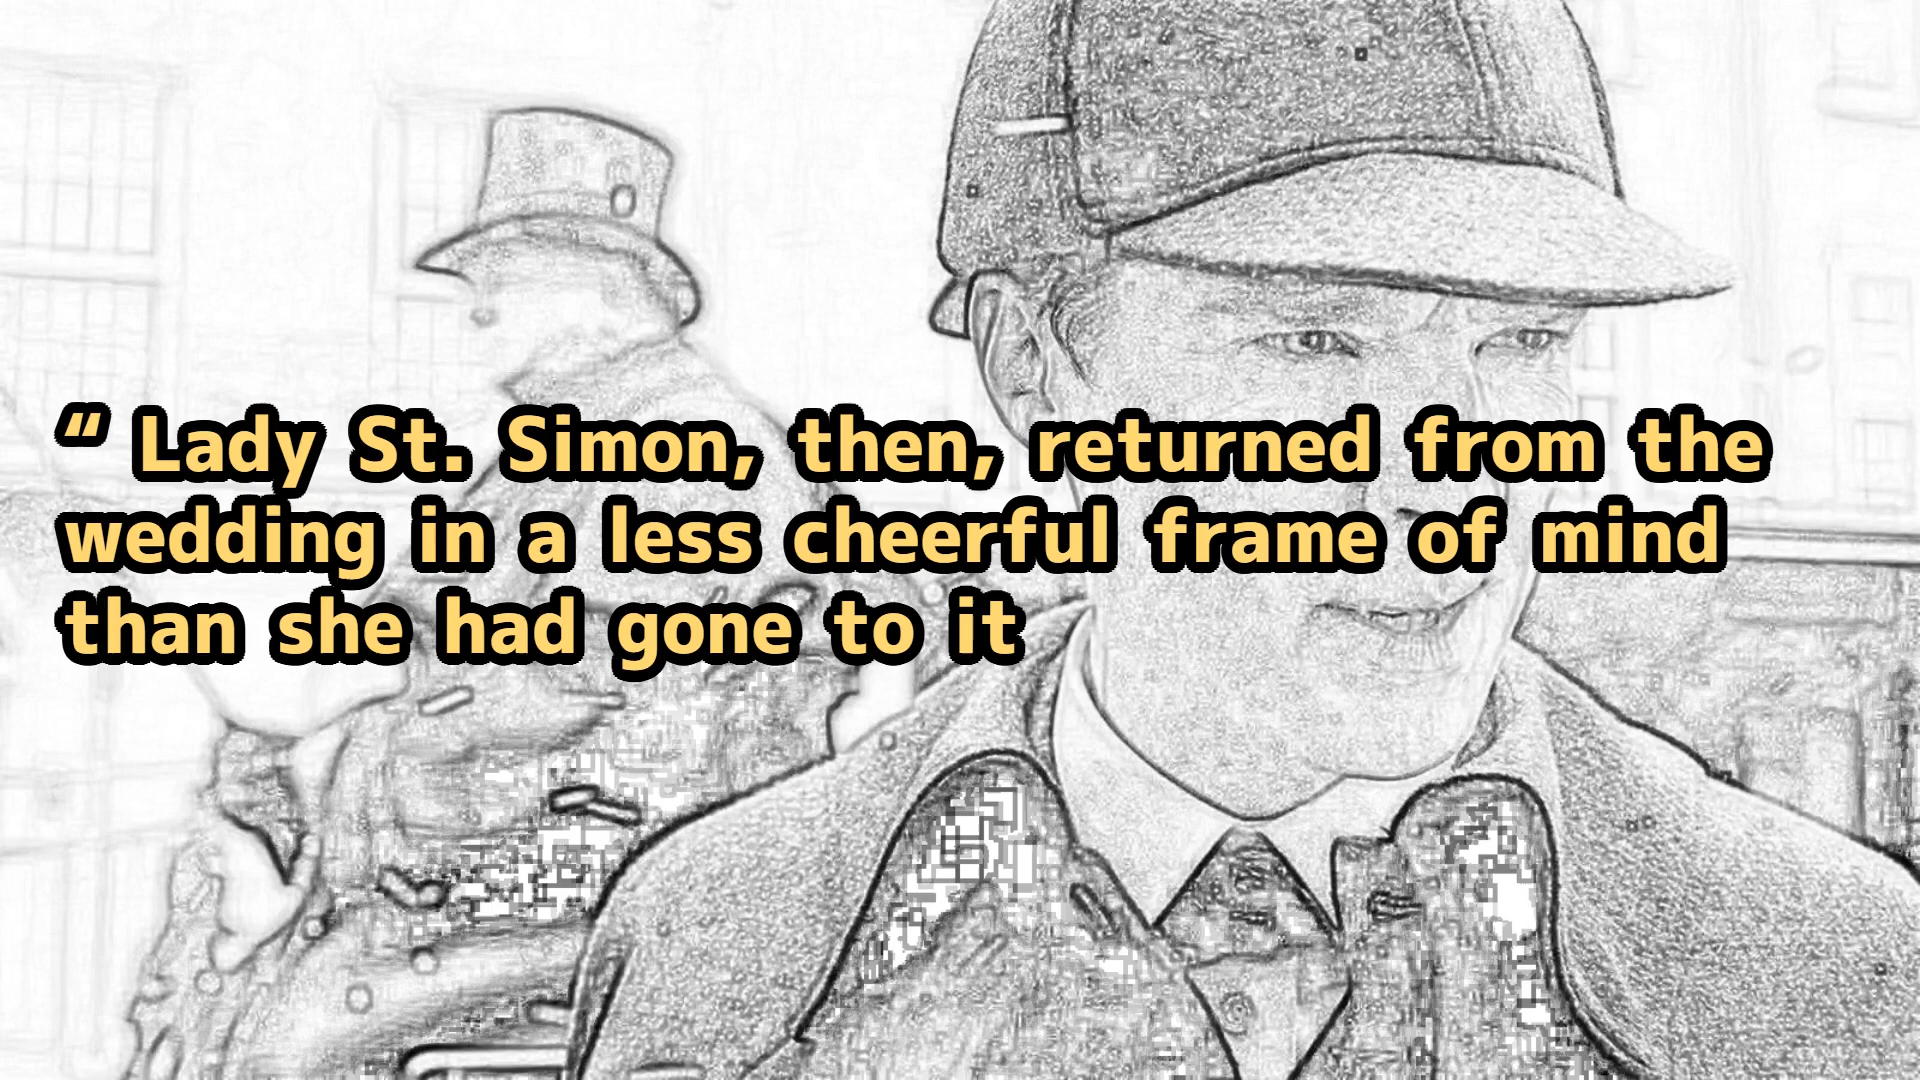 “ Lady St. Simon, then, returned from the
wedding in a less cheerful frame of mind
than she had gone to it